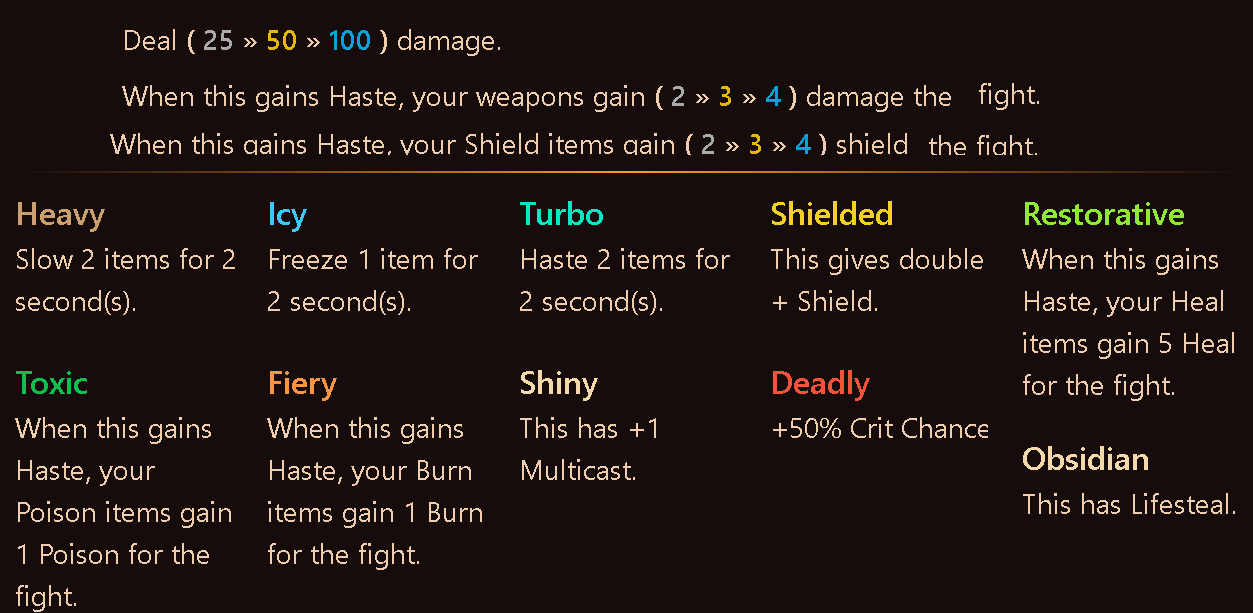 Deal ( 25 » 50 » 100 ) damage.
When this gains Haste, your weapons gain ( 2 » 3 » 4 ) damage the fight.
When this gains Haste, your Shield items gain ( 2 » 3 » 4 ) shield the fight.
Heavy
Slow 2 items for 2
second(s).
Icy
Freeze 1 item for
2 second(s).
Turbo
Haste 2 items for
2 second(s).
Shielded
This gives double
+ Shield.
Restorative
When this gains
Haste, your Heal
items gain 5 Heal
for the fight.
Toxic
When this gains
Haste, your
Poison items gain
1 Poison for the
fight.
Fiery
When this gains
Haste, your Burn
items gain 1 Burn
for the fight.
Shiny
This has +1
Multicast.
Deadly
+50% Crit Chance
Obsidian
This has Lifesteal.